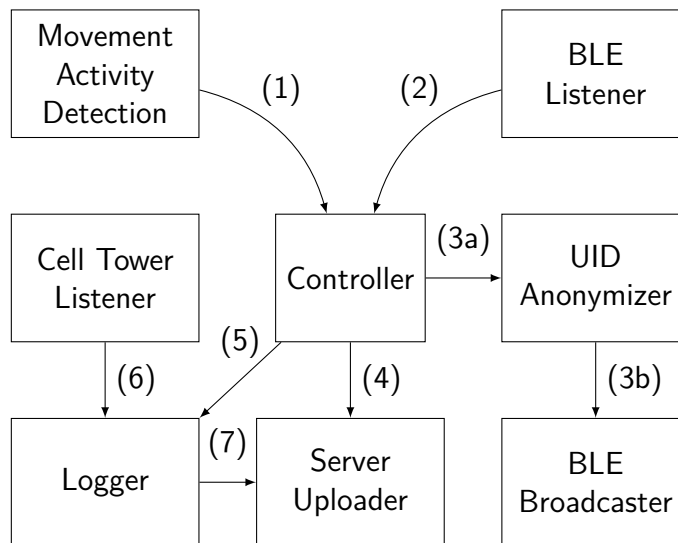 Movement
Activity
Detection
(1)
(2)
BLE
Listener
Cell Tower
Listener
Controller
(3a)
UID
Anonymizer
(6)
(5)
(4)
(3b)
Logger
(7)
Server
Uploader
BLE
Broadcaster